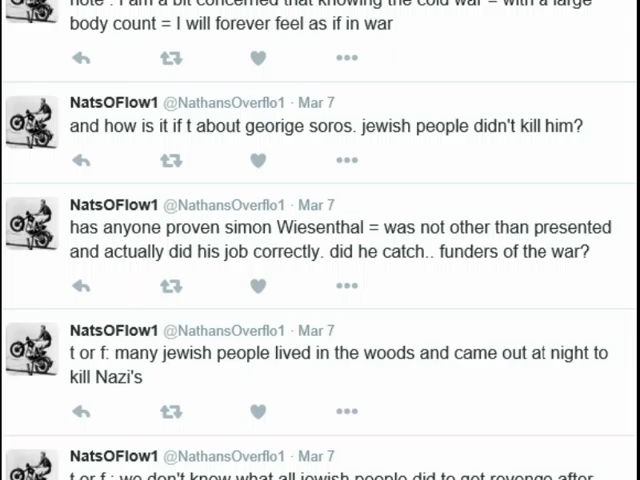 note : I am a bit concerned that knowing the cold war = with a large
body count = I will forever feel as if in war
NatsOFlow1 @NathansOverflo1 · Mar 7
and how is it if t about georige soros. jewish people didn't kill him?
NatsOFlow1 @NathansOverflo1 · Mar 7
has anyone proven simon Wiesenthal = was not other than presented
and actually did his job correctly. did he catch.. funders of the war?
NatsOFlow1 @NathansOverflo1 · Mar 7
t or f: many jewish people lived in the woods and came out at night to
kill Nazi's
NatsOFlow1 @NathansOverflo1 · Mar 7
t or f : we don't know what all jewish people did to get revenge after